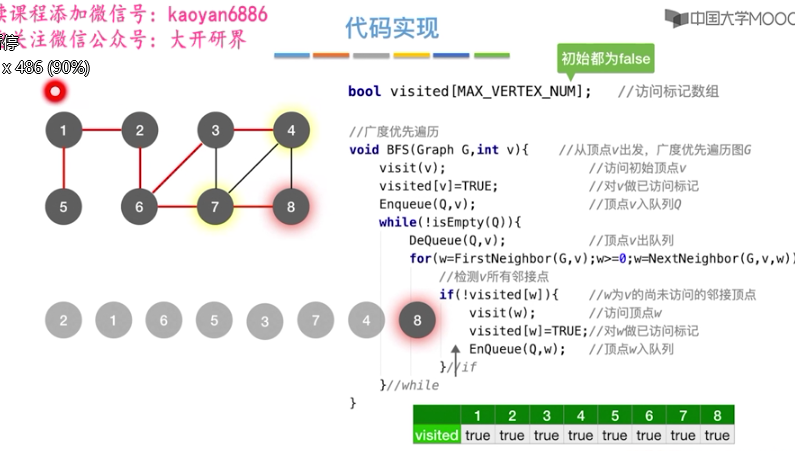 课程添加微信号：kaoyan6886
关注微信公众号：大开研界
x 486 (90%)
代码实现
中国大学MOOC
初始都为false
bool visited[MAX_VERTEX_NUM]; //访问标记数组
//广度优先遍历
void BFS(Graph G,int v){ //从顶点v出发，广度优先遍历图G
visit(v); //访问初始顶点v
visited[v]=TRUE; //对v做已访问标记
Enqueue(Q,v); //顶点v入队列Q
while(!isEmpty(Q)){
DeQueue(Q,v); //顶点v出队列
for(w=FirstNeighbor(G,v);w>=0;w=NextNeighbor(G,v,w))
//检测v所有邻接点
if(!visited[w]){ //w为v的尚未访问的邻接顶点
visit(w); //访问顶点w
visited[w]=TRUE;//对w做已访问标记
EnQueue(Q,w); //顶点w入队列
}//if
}//while
}
1 2 3 4
5 6 7 8
2 1 6 5 3 7 4 8
1 2 3 4 5 6 7 8
visited true true true true true true true true